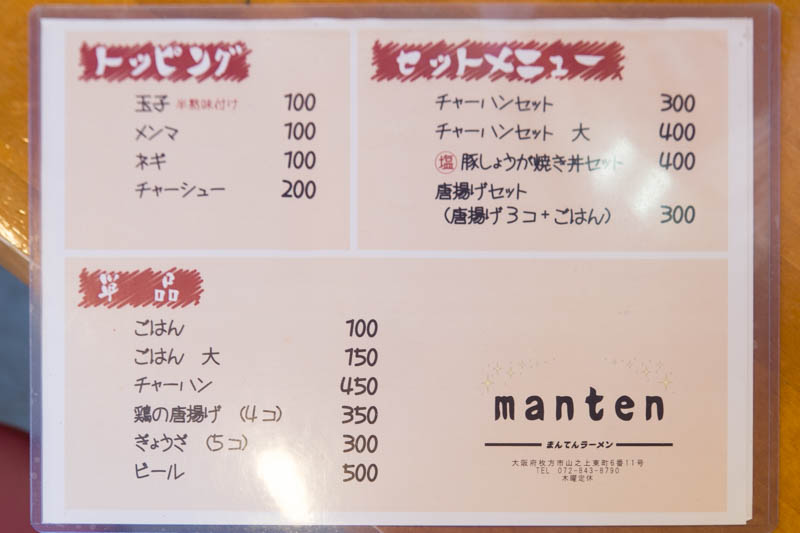 トッピング
玉子 半熟味付け 100
メンマ 100
ネギ 100
チャーシュー 200
セットメニュー
チャーハンセット 300
チャーハンセット 大 400
塩 豚しょうが焼き丼セット 400
唐揚げセット
(唐揚げ3コ+ごはん) 300
単品
ごはん 100
ごはん 大 150
チャーハン 450
鶏の唐揚げ (4コ) 350
ぎょうざ (5コ) 300
ビール 500
manten
まんてんラーメン
大阪府枚方市山之上東町6番11号
TEL 072-843-8790
木曜定休